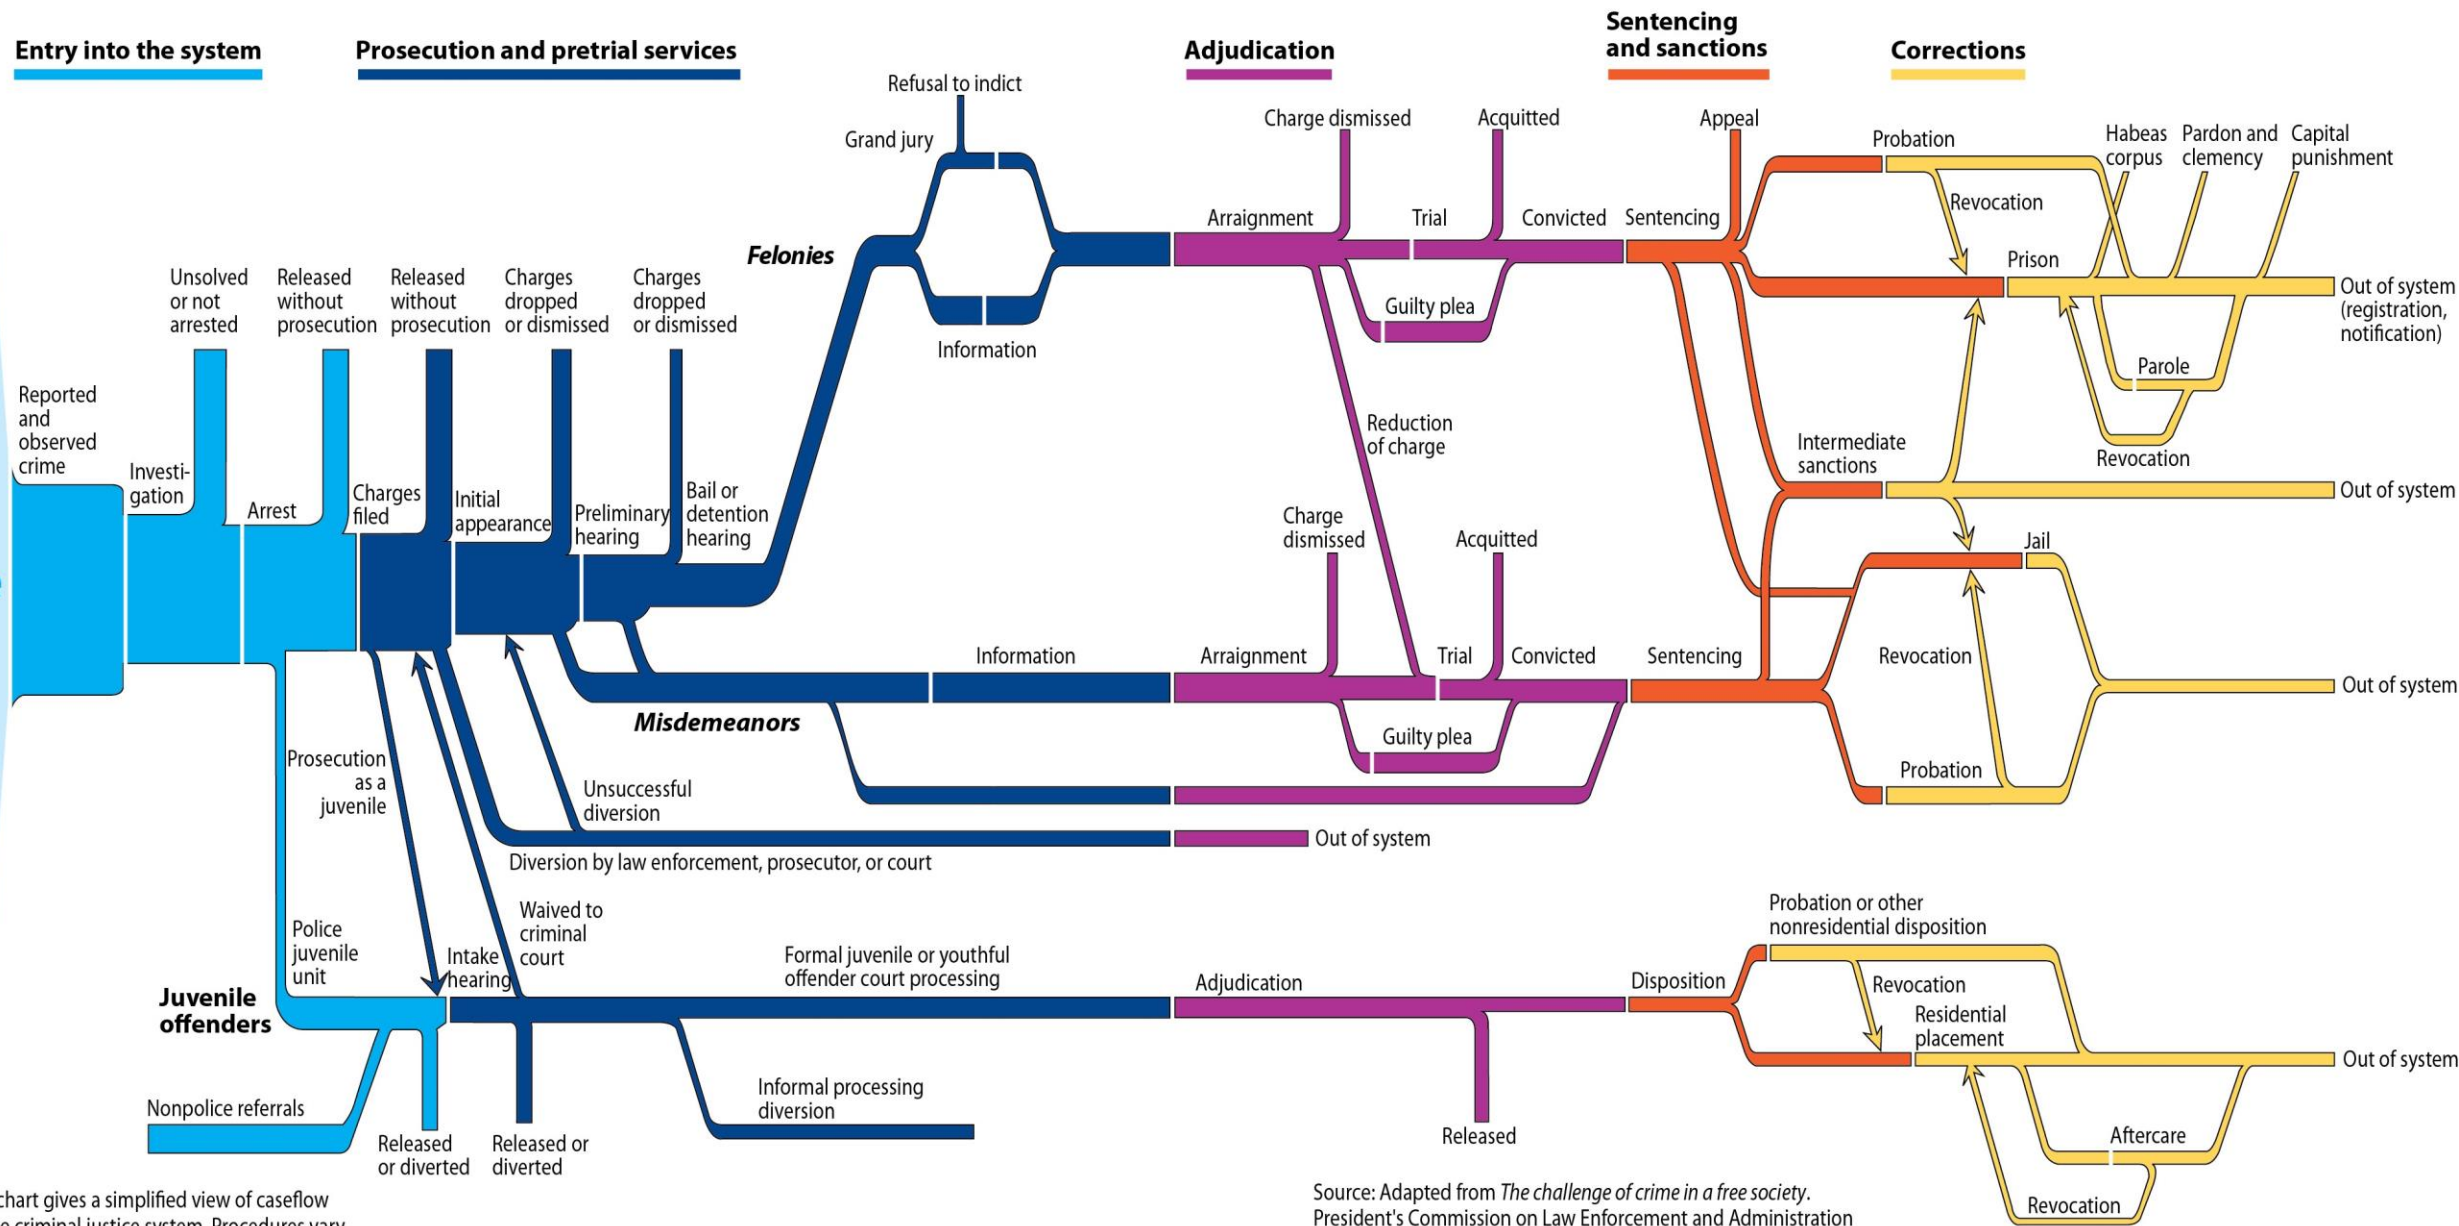 Entry into the system
Prosecution and pretrial services
Adjudication
Sentencing
and sanctions
Corrections
Reported
and
observed
crime
Investi-
gation
Unsolved
or not
arrested
Arrest
Released
without
prosecution
Charges
filed
Released
without
prosecution
Initial
appearance
Charges
dropped
or dismissed
Preliminary
hearing
Charges
dropped
or dismissed
Bail or
detention
hearing
Felonies
Grand jury
Refusal to indict
Information
Arraignment
Charge dismissed
Trial
Acquitted
Convicted
Guilty plea
Reduction
of charge
Sentencing
Appeal
Probation
Revocation
Prison
Habeas
corpus
Pardon and
clemency
Capital
punishment
Out of system
(registration,
notification)
Parole
Revocation
Intermediate
sanctions
Out of system
Misdemeanors
Information
Arraignment
Charge
dismissed
Trial
Acquitted
Convicted
Guilty plea
Sentencing
Jail
Revocation
Probation
Out of system
Unsuccessful
diversion
Diversion by law enforcement, prosecutor, or court
Out of system
Prosecution
as a
juvenile
Waived to
criminal
court
Police
juvenile
unit
Juvenile
offenders
Intake
hearing
Formal juvenile or youthful
offender court processing
Nonpolice referrals
Released
or diverted
Released or
diverted
Informal processing
diversion
Adjudication
Released
Disposition
Probation or other
nonresidential disposition
Revocation
Residential
placement
Out of system
Aftercare
Revocation
chart gives a simplified view of caseflow
criminal justice system. Procedures vary
Source: Adapted from The challenge of crime in a free society.
President's Commission on Law Enforcement and Administration